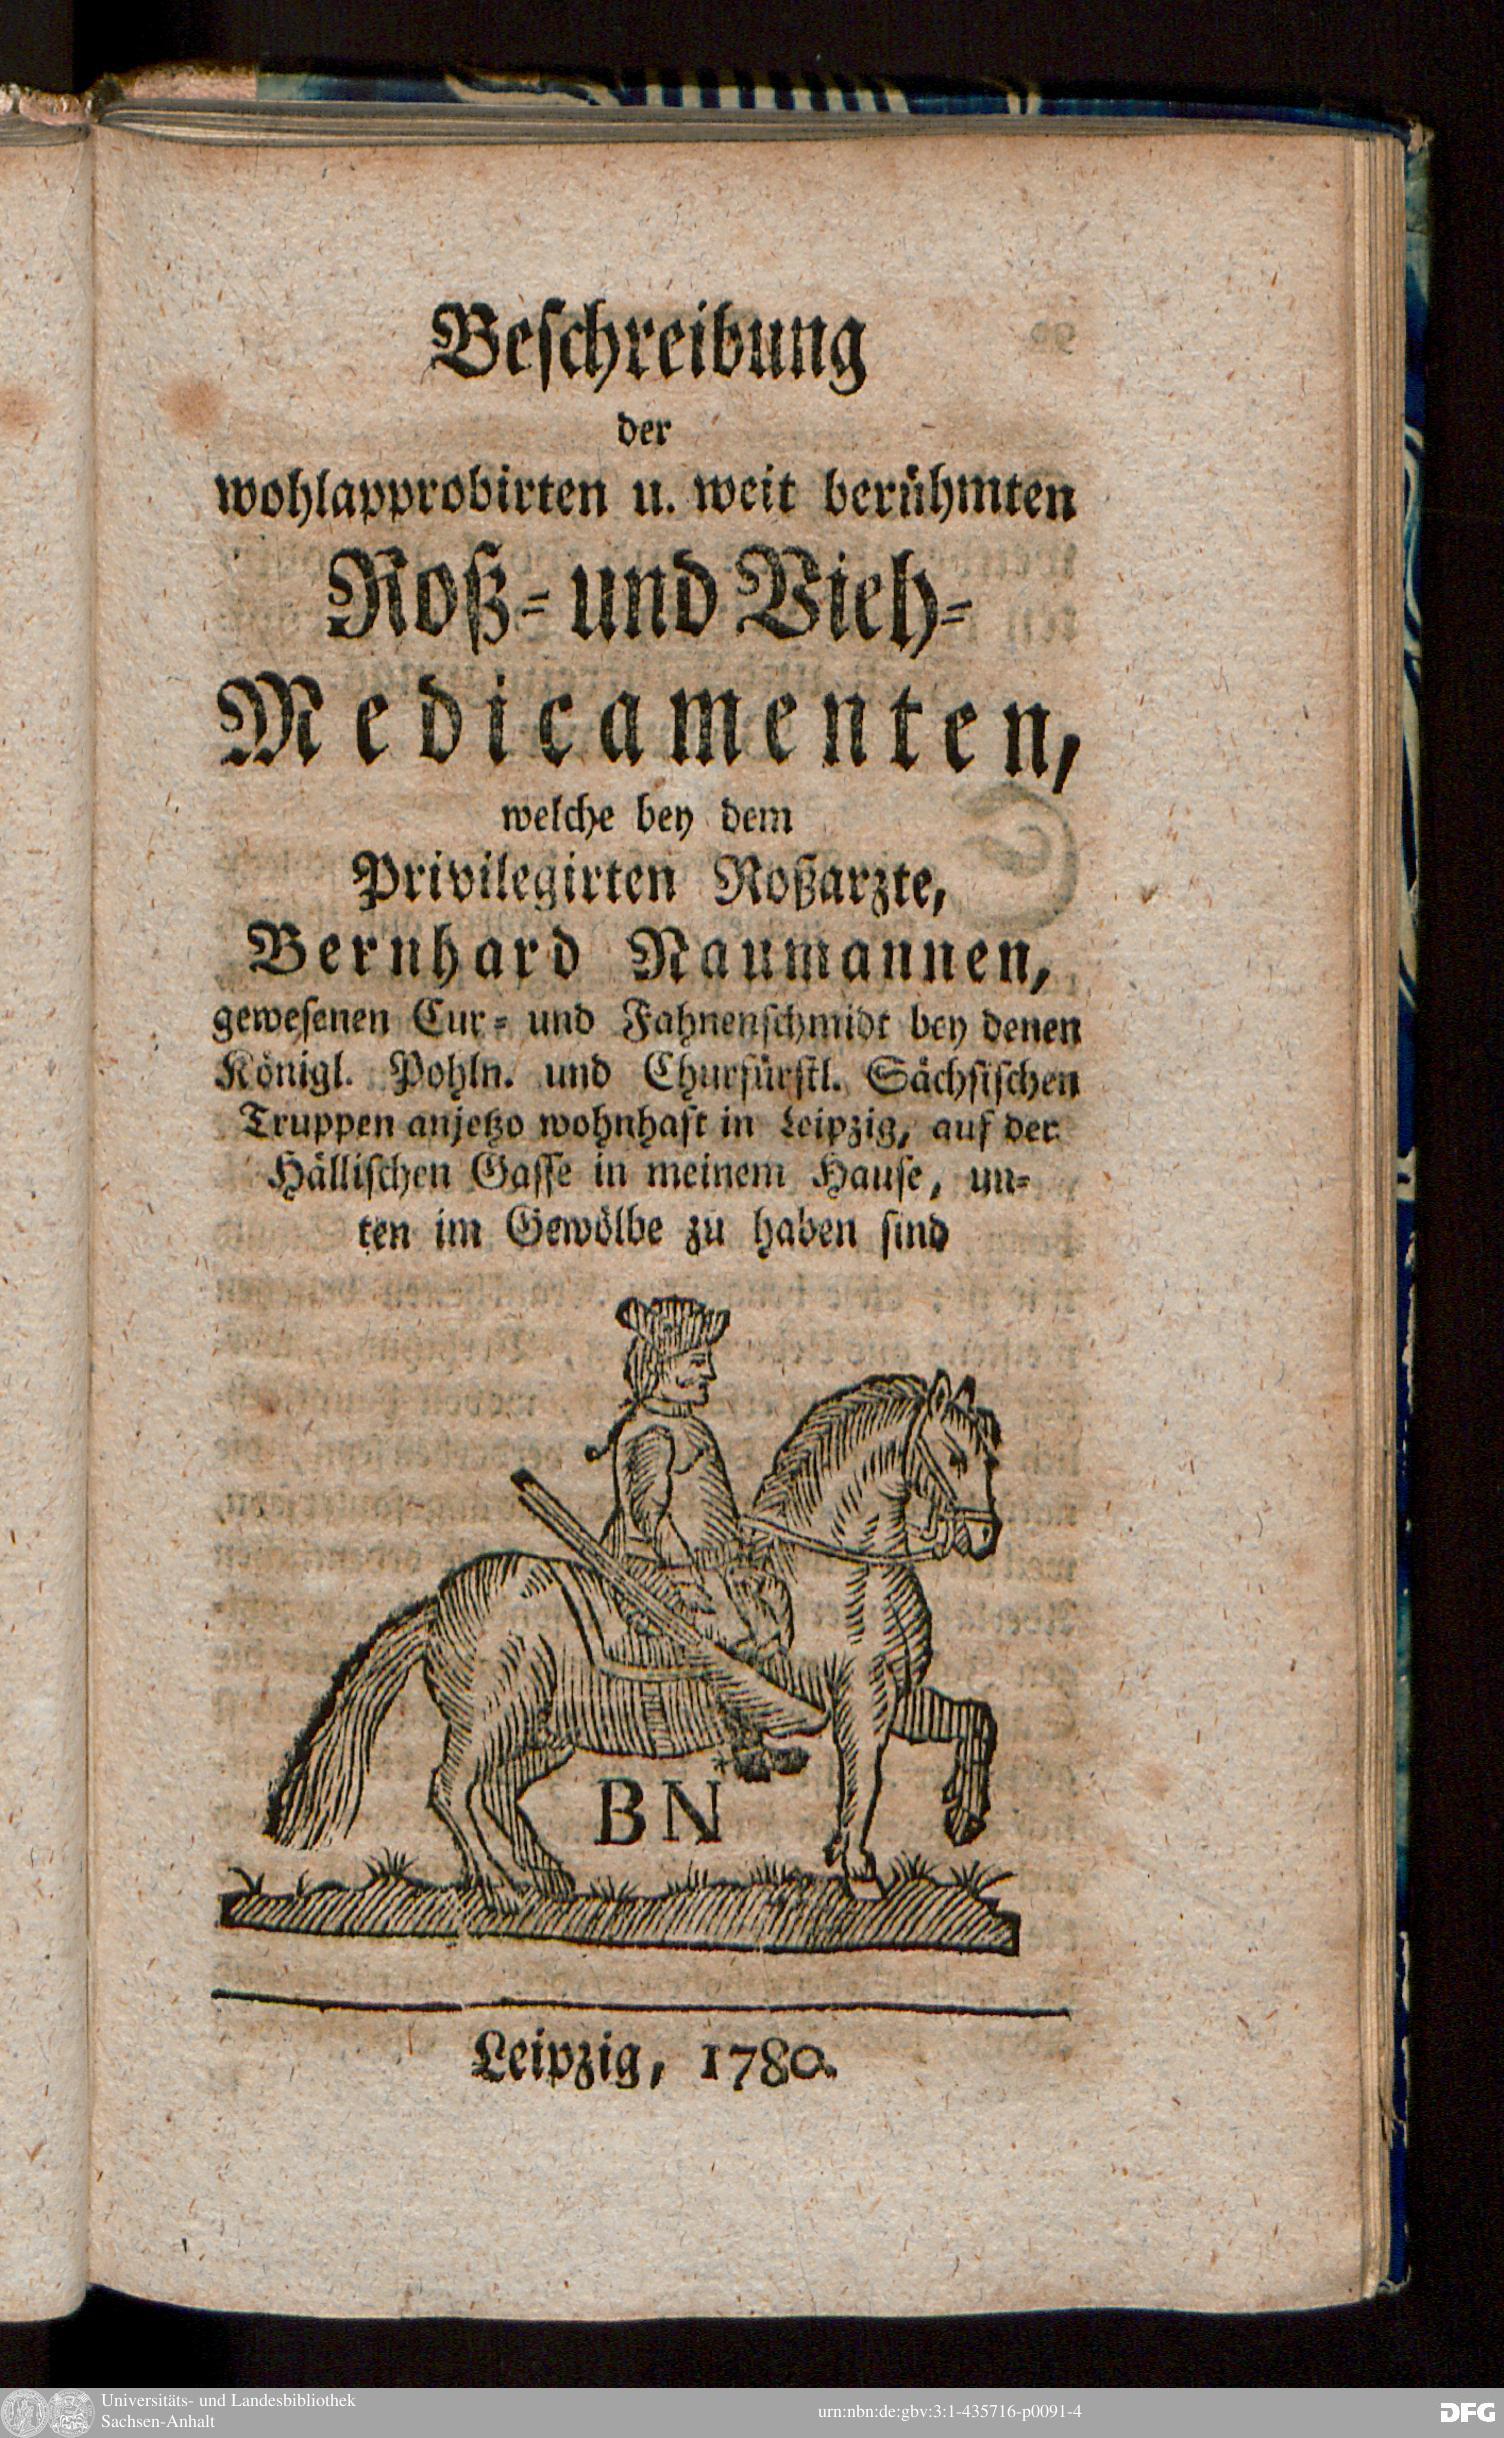 Beschreibung
der
wohlapprobirten u. weit berühmten
Roß- und Vieh-
Medicamenten,
welche bey dem
Privilegirten Roßarzte,
Bernhard Naumannen,
gewesenen Cur- und Fahnenschmidt bey denen
Königl. Pohln. und Churfürstl. Sächsischen
Truppen anjetzo wohnhaft in Leipzig, auf der
Hällischen Gasse in meinem Hause, un-
ten im Gewölbe zu haben sind
BN
Leipzig, 1780.
Universitäts- und Landesbibliothek
Sachsen-Anhalt
urn:nbn:de:gbv:3:1-435716-p0091-4
DFG